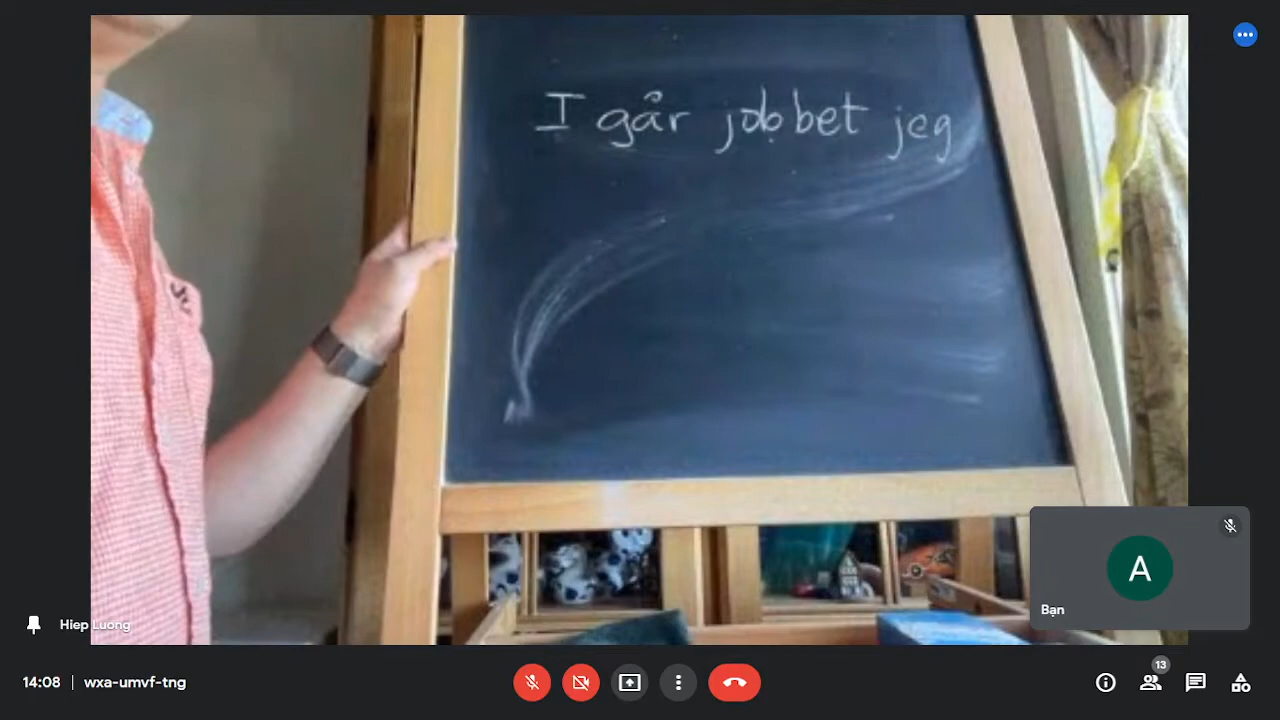 I går jobbet jeg
Hiep Luong
A
Bạn
14:08 | wxa-umvf-tng
13